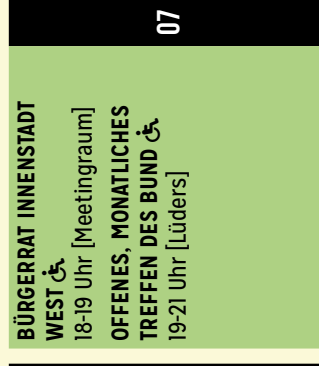 07
BÜRGERRAT INNENSTADT
WEST ♿
18-19 Uhr [Meetingraum]
OFFENES, MONATLICHES
TREFFEN DES BUND ♿
19-21 Uhr [Lüders]